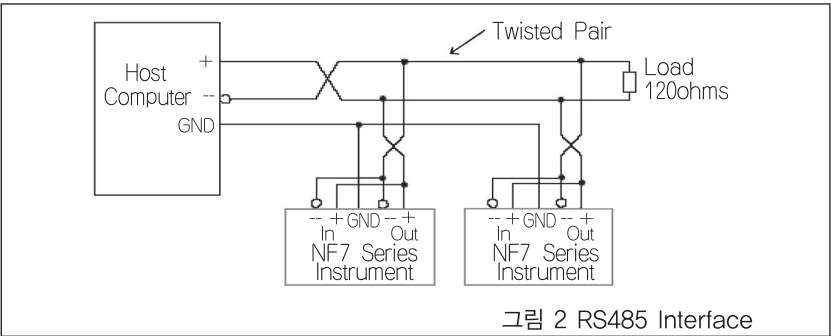 Twisted Pair
+
Host
Computer
--
GND
Load
120ohms
-- + GND -- +
In Out
NF7 Series
Instrument
-- + GND -- +
In Out
NF7 Series
Instrument
그림 2 RS485 Interface